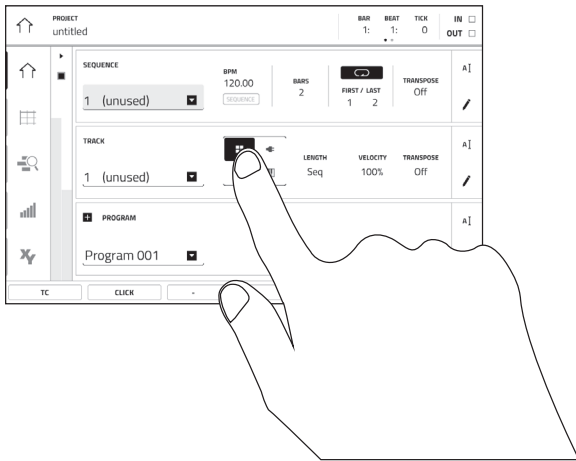 PROJECT
untitled
BAR BEAT TICK
1: 1: 0
IN
OUT
SEQUENCE
1 (unused)
BPM
120.00
SEQUENCE
BARS
2
FIRST / LAST
1 2
TRANSPOSE
Off
A
TRACK
1 (unused)
LENGTH
Seq
VELOCITY
100%
TRANSPOSE
Off
A
PROGRAM
Program 001
A
XY
TC
CLICK
-